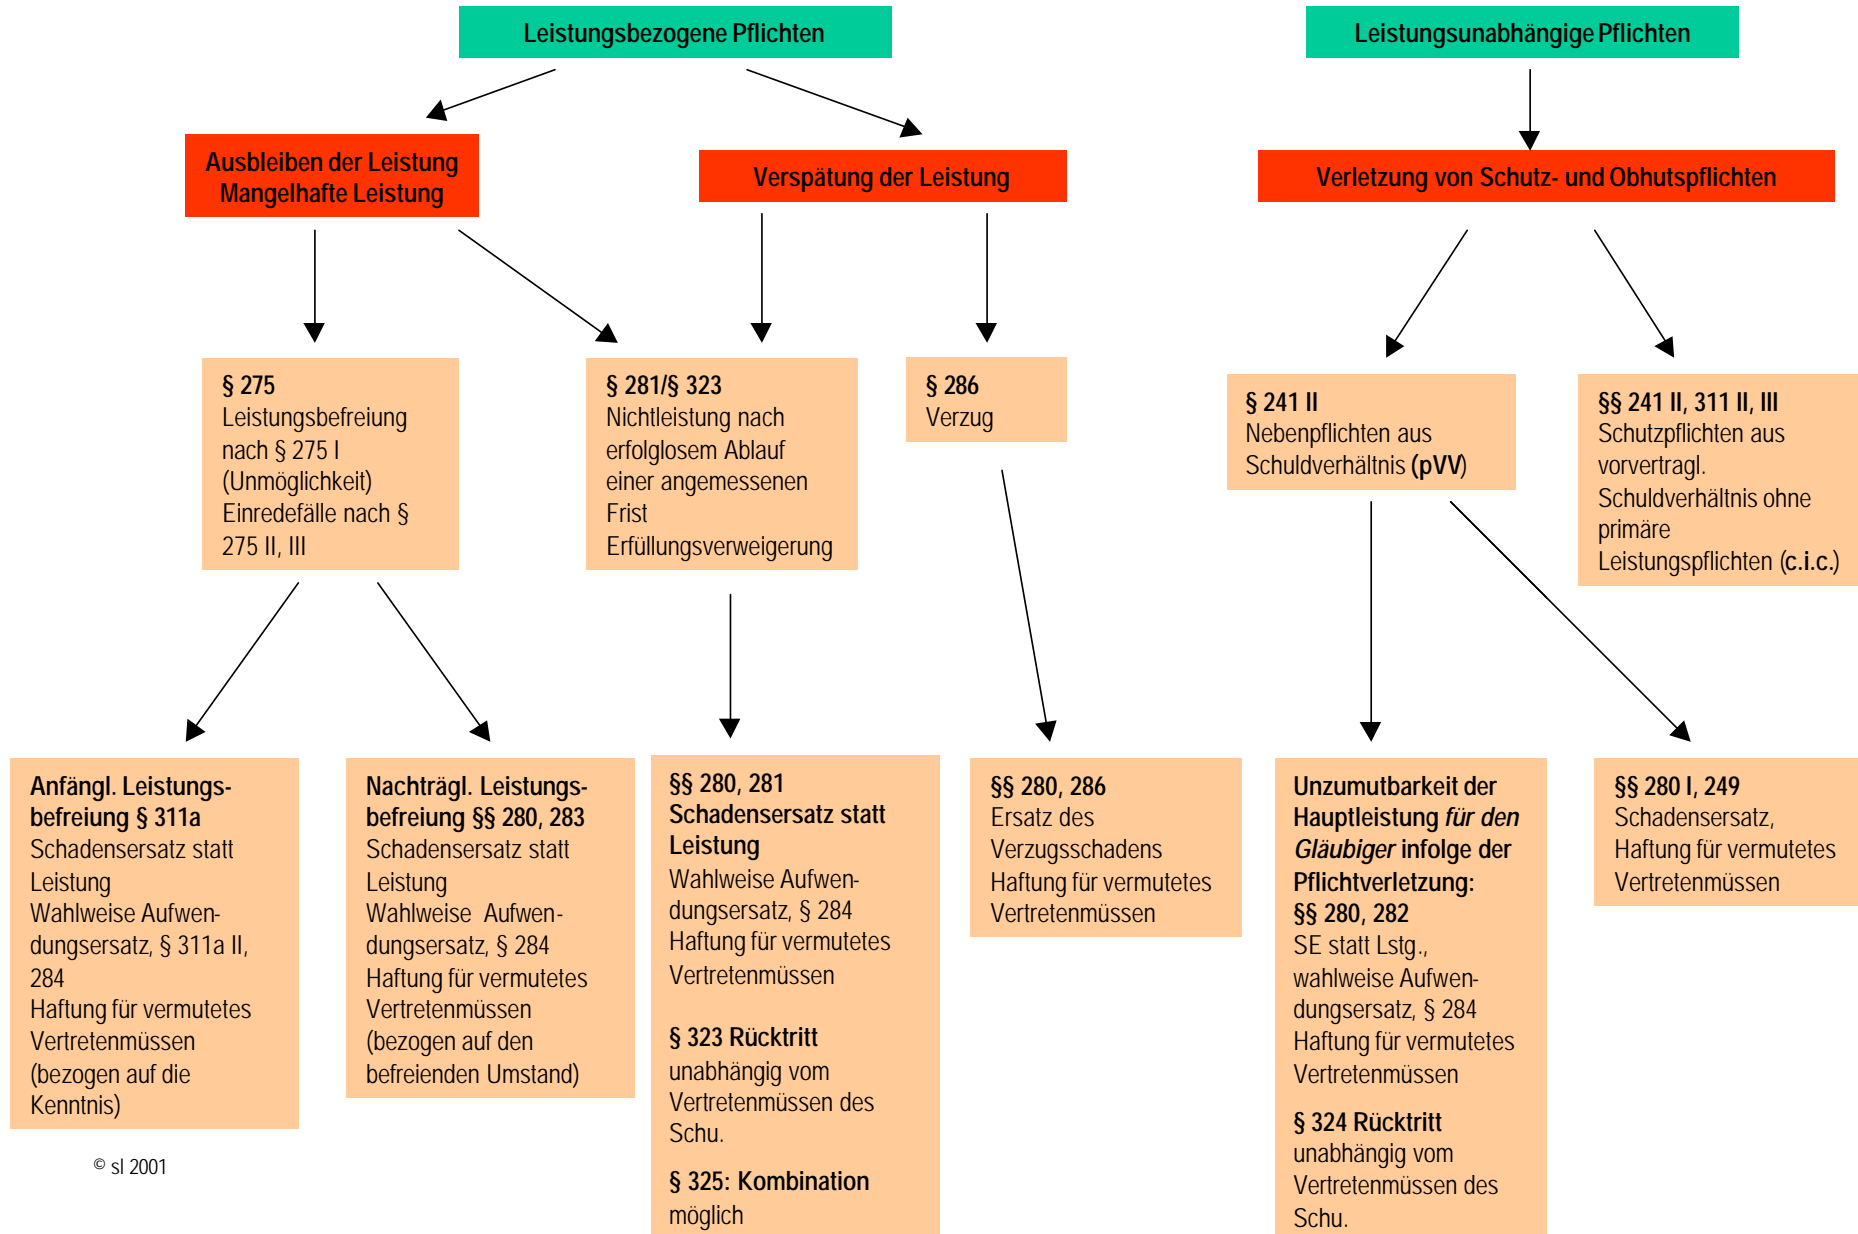 Leistungsbezogene Pflichten
Leistungsunabhängige Pflichten
Ausbleiben der Leistung
Mangelhafte Leistung
Verspätung der Leistung
Verletzung von Schutz- und Obhutspflichten
§ 275
Leistungsbefreiung
nach § 275 I
(Unmöglichkeit)
Einredefälle nach §
275 II, III
§ 281/§ 323
Nichtleistung nach
erfolglosem Ablauf
einer angemessenen
Frist
Erfüllungsverweigerung
§ 286
Verzug
§ 241 II
Nebenpflichten aus
Schuldverhältnis (pVV)
§§ 241 II, 311 II, III
Schutzpflichten aus
vorvertragl.
Schuldverhältnis ohne
primäre
Leistungspflichten (c.i.c.)
Anfängl. Leistungs-
befreiung § 311a
Schadensersatz statt
Leistung
Wahlweise Aufwen-
dungsersatz, § 311a II,
284
Haftung für vermutetes
Vertretenmüssen
(bezogen auf die
Kenntnis)
Nachträgl. Leistungs-
befreiung §§ 280, 283
Schadensersatz statt
Leistung
Wahlweise Aufwen-
dungsersatz, § 284
Haftung für vermutetes
Vertretenmüssen
(bezogen auf den
befreienden Umstand)
§§ 280, 281
Schadensersatz statt
Leistung
Wahlweise Aufwen-
dungsersatz, § 284
Haftung für vermutetes
Vertretenmüssen
§ 323 Rücktritt
unabhängig vom
Vertretenmüssen des
Schu.
§ 325: Kombination
möglich
§§ 280, 286
Ersatz des
Verzugsschadens
Haftung für vermutetes
Vertretenmüssen
Unzumutbarkeit der
Hauptleistung für den
Gläubiger infolge der
Pflichtverletzung:
§§ 280, 282
SE statt Lstg.,
wahlweise Aufwen-
dungsersatz, § 284
Haftung für vermutetes
Vertretenmüssen
§ 324 Rücktritt
unabhängig vom
Vertretenmüssen des
Schu.
§§ 280 I, 249
Schadensersatz,
Haftung für vermutetes
Vertretenmüssen
© sl 2001